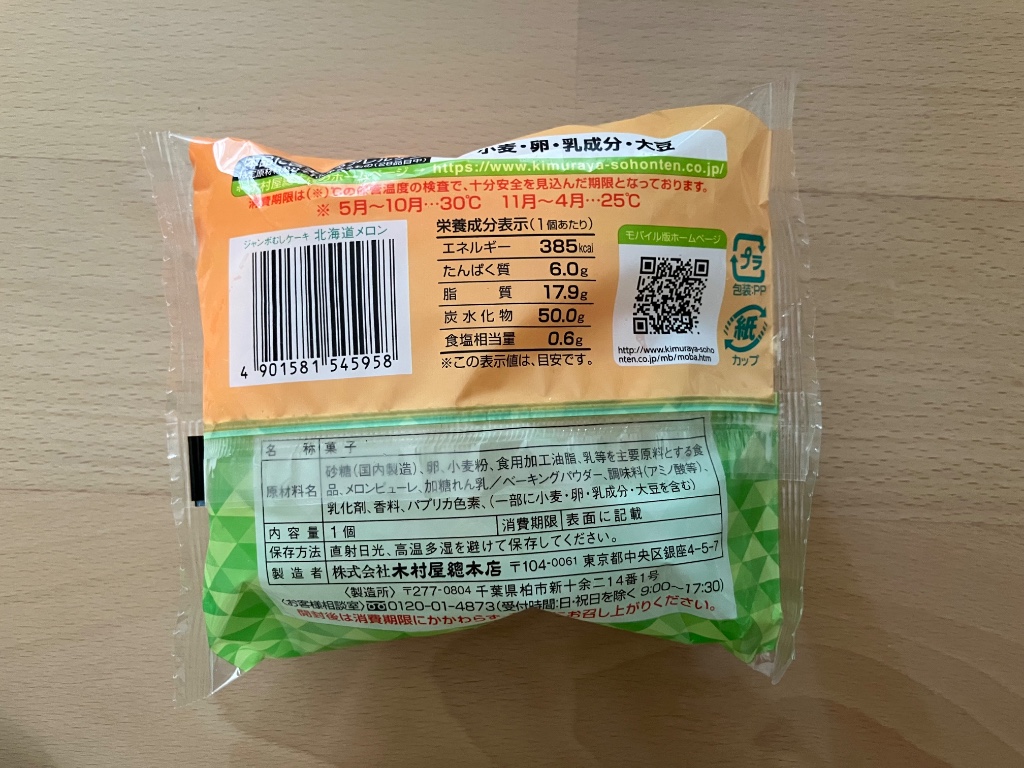 小麦・卵・乳成分・大豆
ホームページ → https://www.kimuraya-sohonten.co.jp/
消費期限は(※)℃の保管温度の検査で、十分安全を見込んだ期限となっております。
※ 5月〜10月…30℃ 11月〜4月…25℃
ジャンボむしケーキ 北海道メロン
4 901581 545958
栄養成分表示(1個あたり)
エネルギー 385kcal
たんぱく質 6.0g
脂質 17.9g
炭水化物 50.0g
食塩相当量 0.6g
※この表示値は、目安です。
モバイル版ホームページ
http://www.kimuraya-soho
nten.co.jp/mb/moba.htm
プラ
包装:PP
紙
カップ
名称 菓子
原材料名 砂糖(国内製造)、卵、小麦粉、食用加工油脂、乳等を主要原料とする食
品、メロンピューレ、加糖れん乳/ベーキングパウダー、調味料(アミノ酸等)、
乳化剤、香料、パプリカ色素、(一部に小麦・卵・乳成分・大豆を含む)
内容量 1個 消費期限 表面に記載
保存方法 直射日光、高温多湿を避けて保存してください。
製造者 株式会社木村屋總本店 〒104-0061 東京都中央区銀座4-5-7
〈製造所〉 〒277-0804 千葉県柏市新十余二14番1号
〈お客様相談室〉 0120-01-4873(受付時間:日・祝日を除く 9:00〜17:30)
開封後は消費期限にかかわらず お召し上がりください。